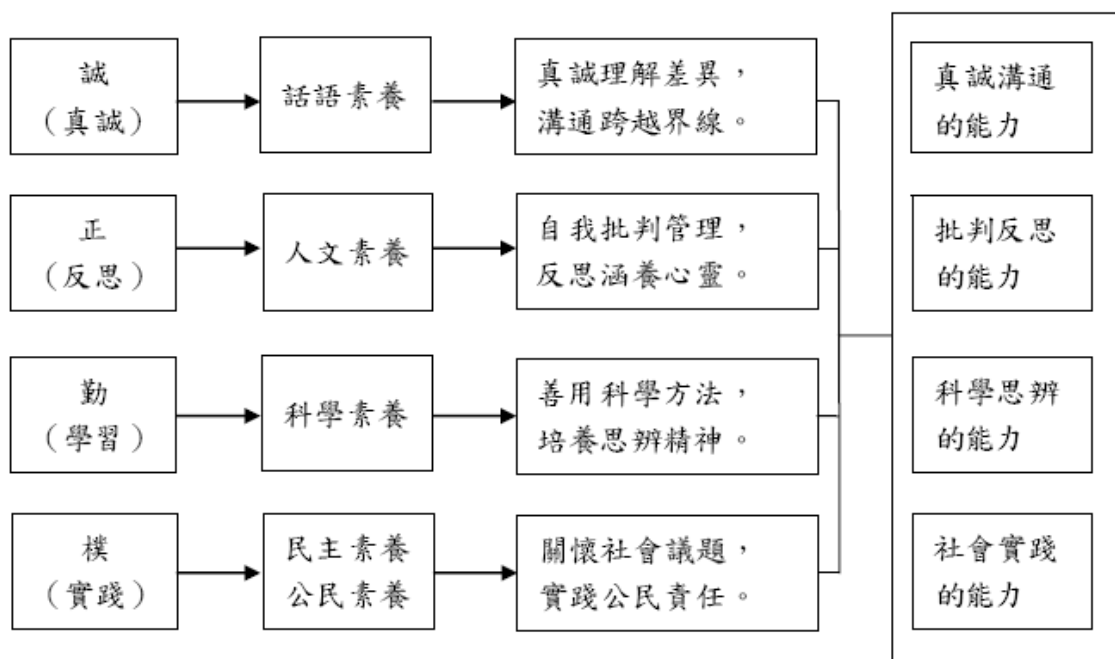 誠
（真誠）
話語素養
真誠理解差異，
溝通跨越界線。
真誠溝通
的能力
正
（反思）
人文素養
自我批判管理，
反思涵養心靈。
批判反思
的能力
勤
（學習）
科學素養
善用科學方法，
培養思辨精神。
科學思辨
的能力
樸
（實踐）
民主素養
公民素養
關懷社會議題，
實踐公民責任。
社會實踐
的能力